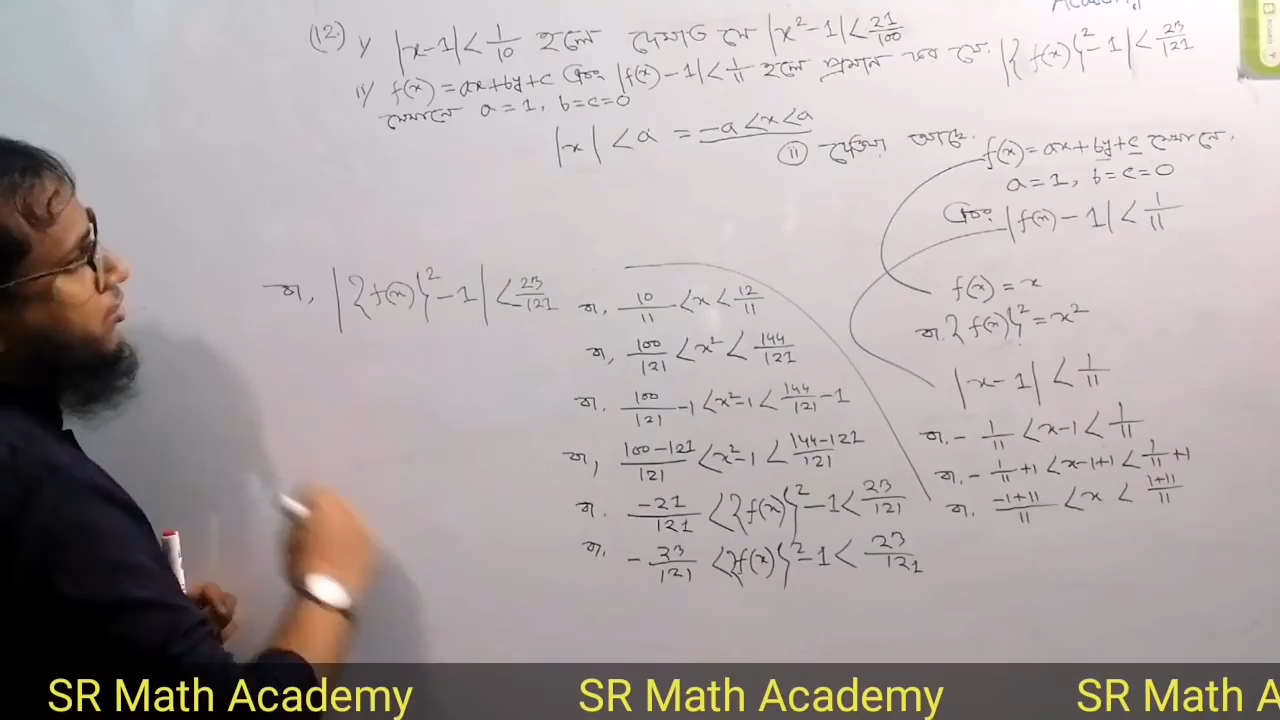 (12) i) |x-1| < 1/10 হলে দেখাও যে |x²-1| < 21/100
ii) f(x) = ax+by+c এবং |f(x)-1| < 1/11 হলে প্রমান কর যে, |{f(x)}²-1| < 23/121
যেখানে a=1, b=c=0
|x| < a = -a<x<a
(ii) দেওয়া আছে,
f(x) = ax+by+c যেখানে,
a=1, b=c=0
এবং |f(x)-1| < 1/11
f(x) = x
বা, {f(x)}² = x²
|x-1| < 1/11
বা, -1/11 < x-1 < 1/11
বা, -1/11 +1 < x-1+1 < 1/11 +1
বা, (-1+11)/11 < x < (1+11)/11
বা, 10/11 < x < 12/11
বা, 100/121 < x² < 144/121
বা, 100/121 -1 < x²-1 < 144/121 -1
বা, (100-121)/121 < x²-1 < (144-121)/121
বা, -21/121 < {f(x)}²-1 < 23/121
বা, -23/121 < {f(x)}²-1 < 23/121
বা, |{f(x)}²-1| < 23/121
SR Math Academy SR Math Academy SR Math A